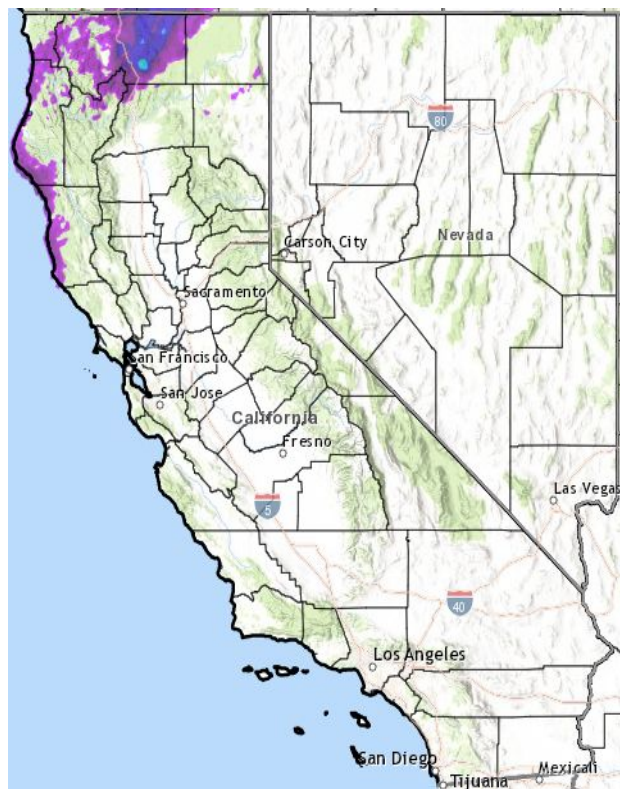 80
Nevada
Carson City
Sacramento
San Francisco
San Jose
California
Fresno
5
Las Vegas
40
Los Angeles
San Diego
Mexicali
Tijuana